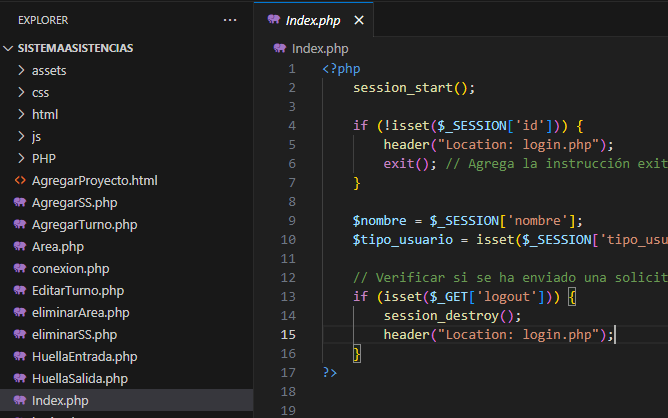 EXPLORER
...
SISTEMAASISTENCIAS
assets
css
html
js
PHP
AgregarProyecto.html
AgregarSS.php
AgregarTurno.php
Area.php
conexion.php
EditarTurno.php
eliminarArea.php
eliminarSS.php
HuellaEntrada.php
HuellaSalida.php
Index.php
Index.php
Index.php
1 <?php
2 session_start();
3
4 if (!isset($_SESSION['id'])) {
5 header("Location: login.php");
6 exit(); // Agrega la instrucción exit
7 }
8
9 $nombre = $_SESSION['nombre'];
10 $tipo_usuario = isset($_SESSION['tipo_usu
11
12 // Verificar si se ha enviado una solicit
13 if (isset($_GET['logout'])) {
14 session_destroy();
15 header("Location: login.php");
16 }
17 ?>
18
19